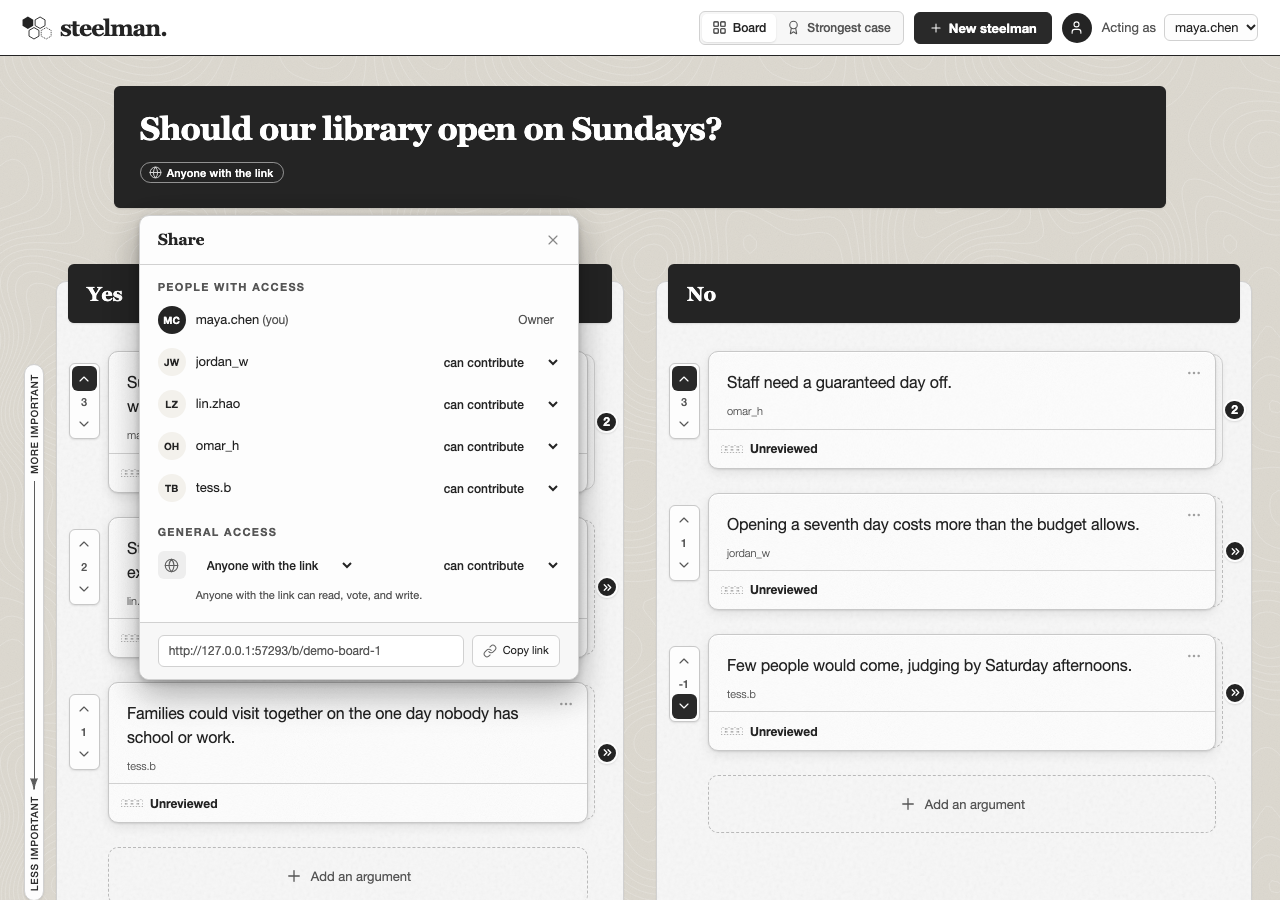 steelman.
Board
Strongest case
New steelman
Acting as
maya.chen
Should our library open on Sundays?
Anyone with the link
Share
PEOPLE WITH ACCESS
MC
maya.chen (you)
Owner
JW
jordan_w
can contribute
LZ
lin.zhao
can contribute
OH
omar_h
can contribute
TB
tess.b
can contribute
GENERAL ACCESS
Anyone with the link
can contribute
Anyone with the link can read, vote, and write.
http://127.0.0.1:57293/b/demo-board-1
Copy link
MORE IMPORTANT
LESS IMPORTANT
Yes
3
2
2
1
Families could visit together on the one day nobody has
school or work.
tess.b
Unreviewed
Add an argument
No
3
Staff need a guaranteed day off.
omar_h
Unreviewed
2
1
Opening a seventh day costs more than the budget allows.
jordan_w
Unreviewed
-1
Few people would come, judging by Saturday afternoons.
tess.b
Unreviewed
Add an argument